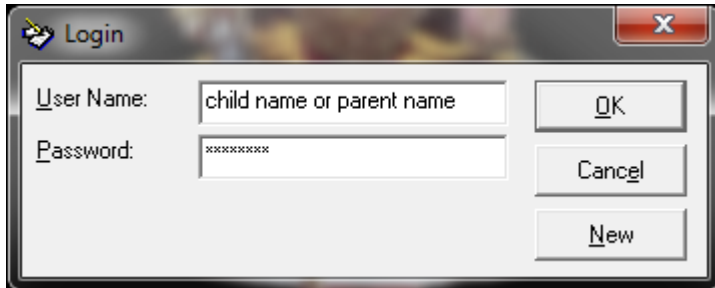 Login
User Name: child name or parent name OK
Password: ******** Cancel
New